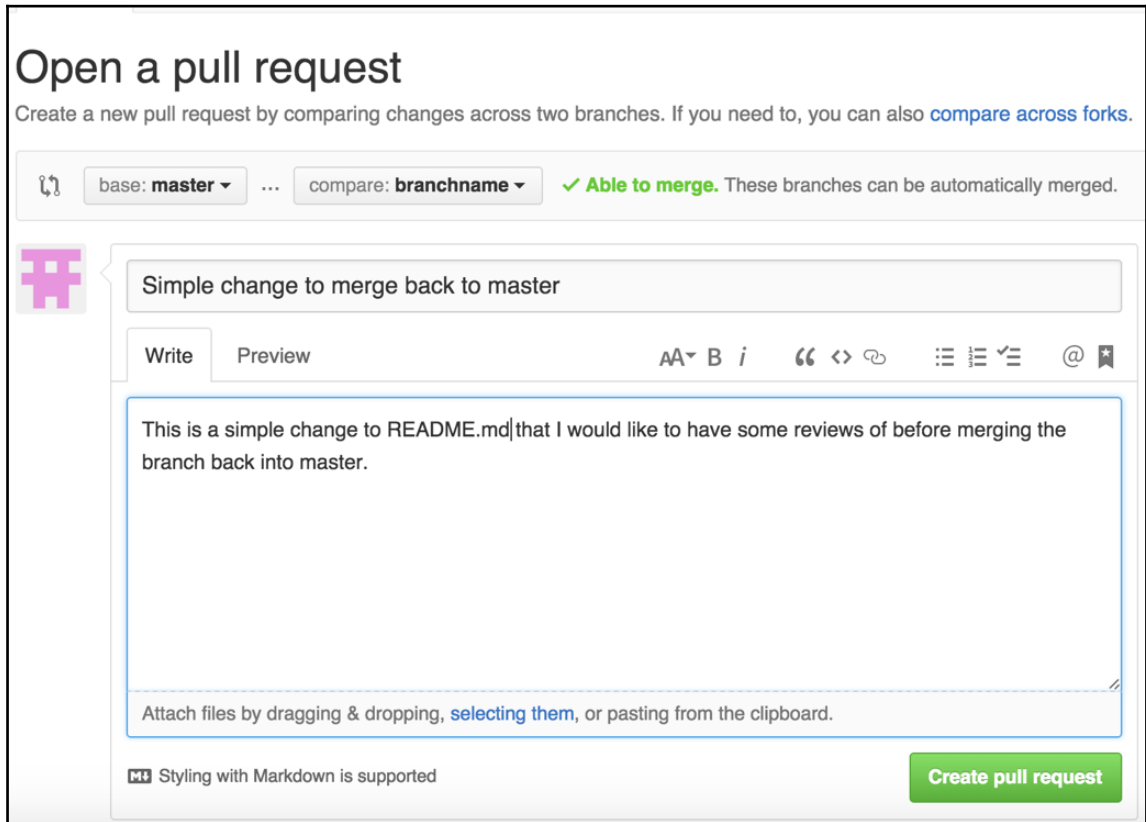 Open a pull request
Create a new pull request by comparing changes across two branches. If you need to, you can also compare across forks.
base: master ... compare: branchname ✓ Able to merge. These branches can be automatically merged.
Simple change to merge back to master
Write Preview AA B i “ <> @
This is a simple change to README.md that I would like to have some reviews of before merging the
branch back into master.
Attach files by dragging & dropping, selecting them, or pasting from the clipboard.
M↓ Styling with Markdown is supported Create pull request